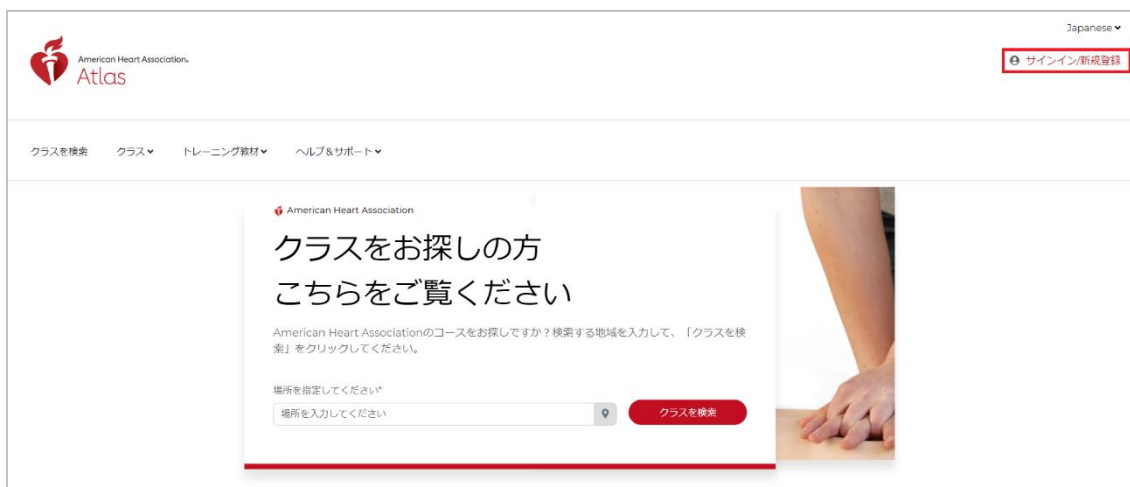 Japanese
American Heart Association®
Atlas
サインイン/新規登録
クラスを検索 クラス トレーニング教材 ヘルプ&サポート
American Heart Association
クラスをお探しの方
こちらをご覧ください
American Heart Associationのコースをお探しですか？検索する地域を入力して、「クラスを検
索」をクリックしてください。
場所を指定してください*
場所を入力してください
クラスを検索